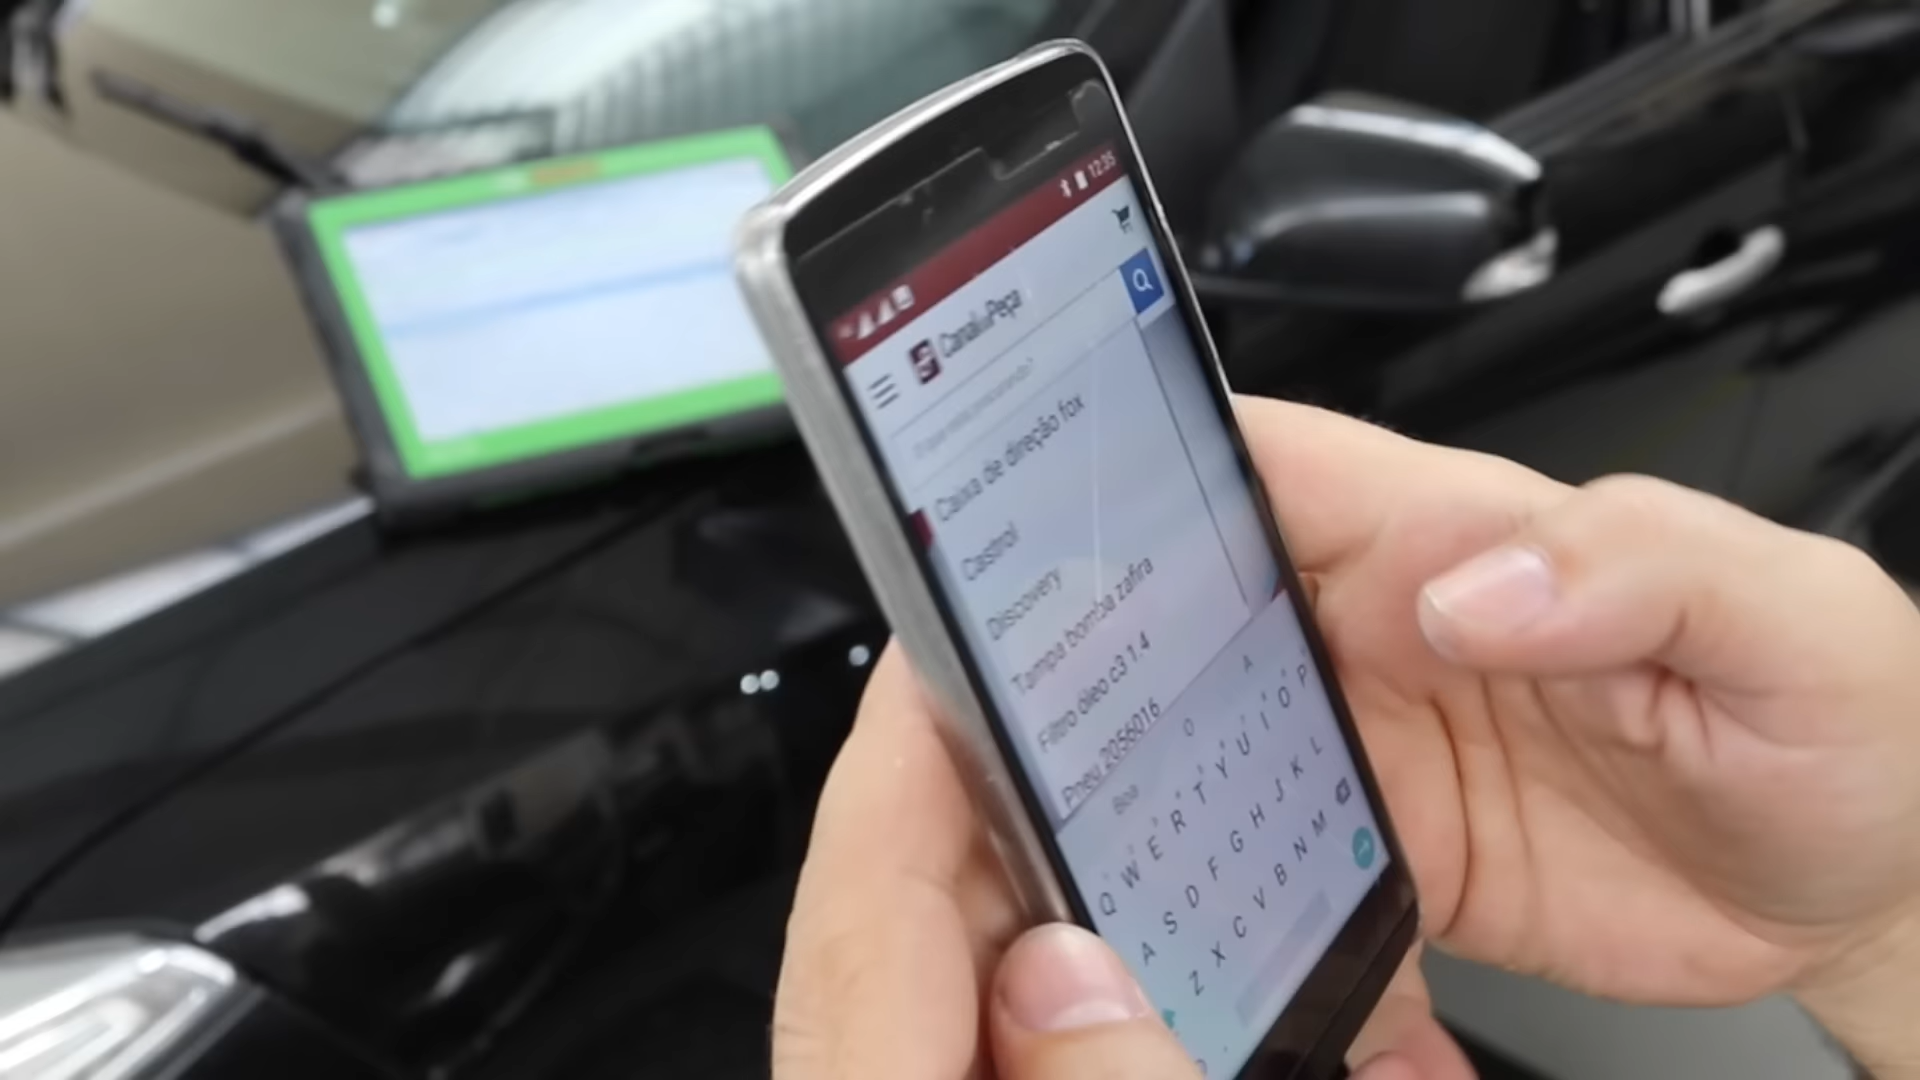 12:35
CanaldaPeça
Caixa de direção fox
Castrol
Discovery
Tampa bomba zafira
Filtro óleo c3 1.4
Pneu 2056016
Boa O A
Q W E R T Y U I O P
A S D F G H J K L
Z X C V B N M